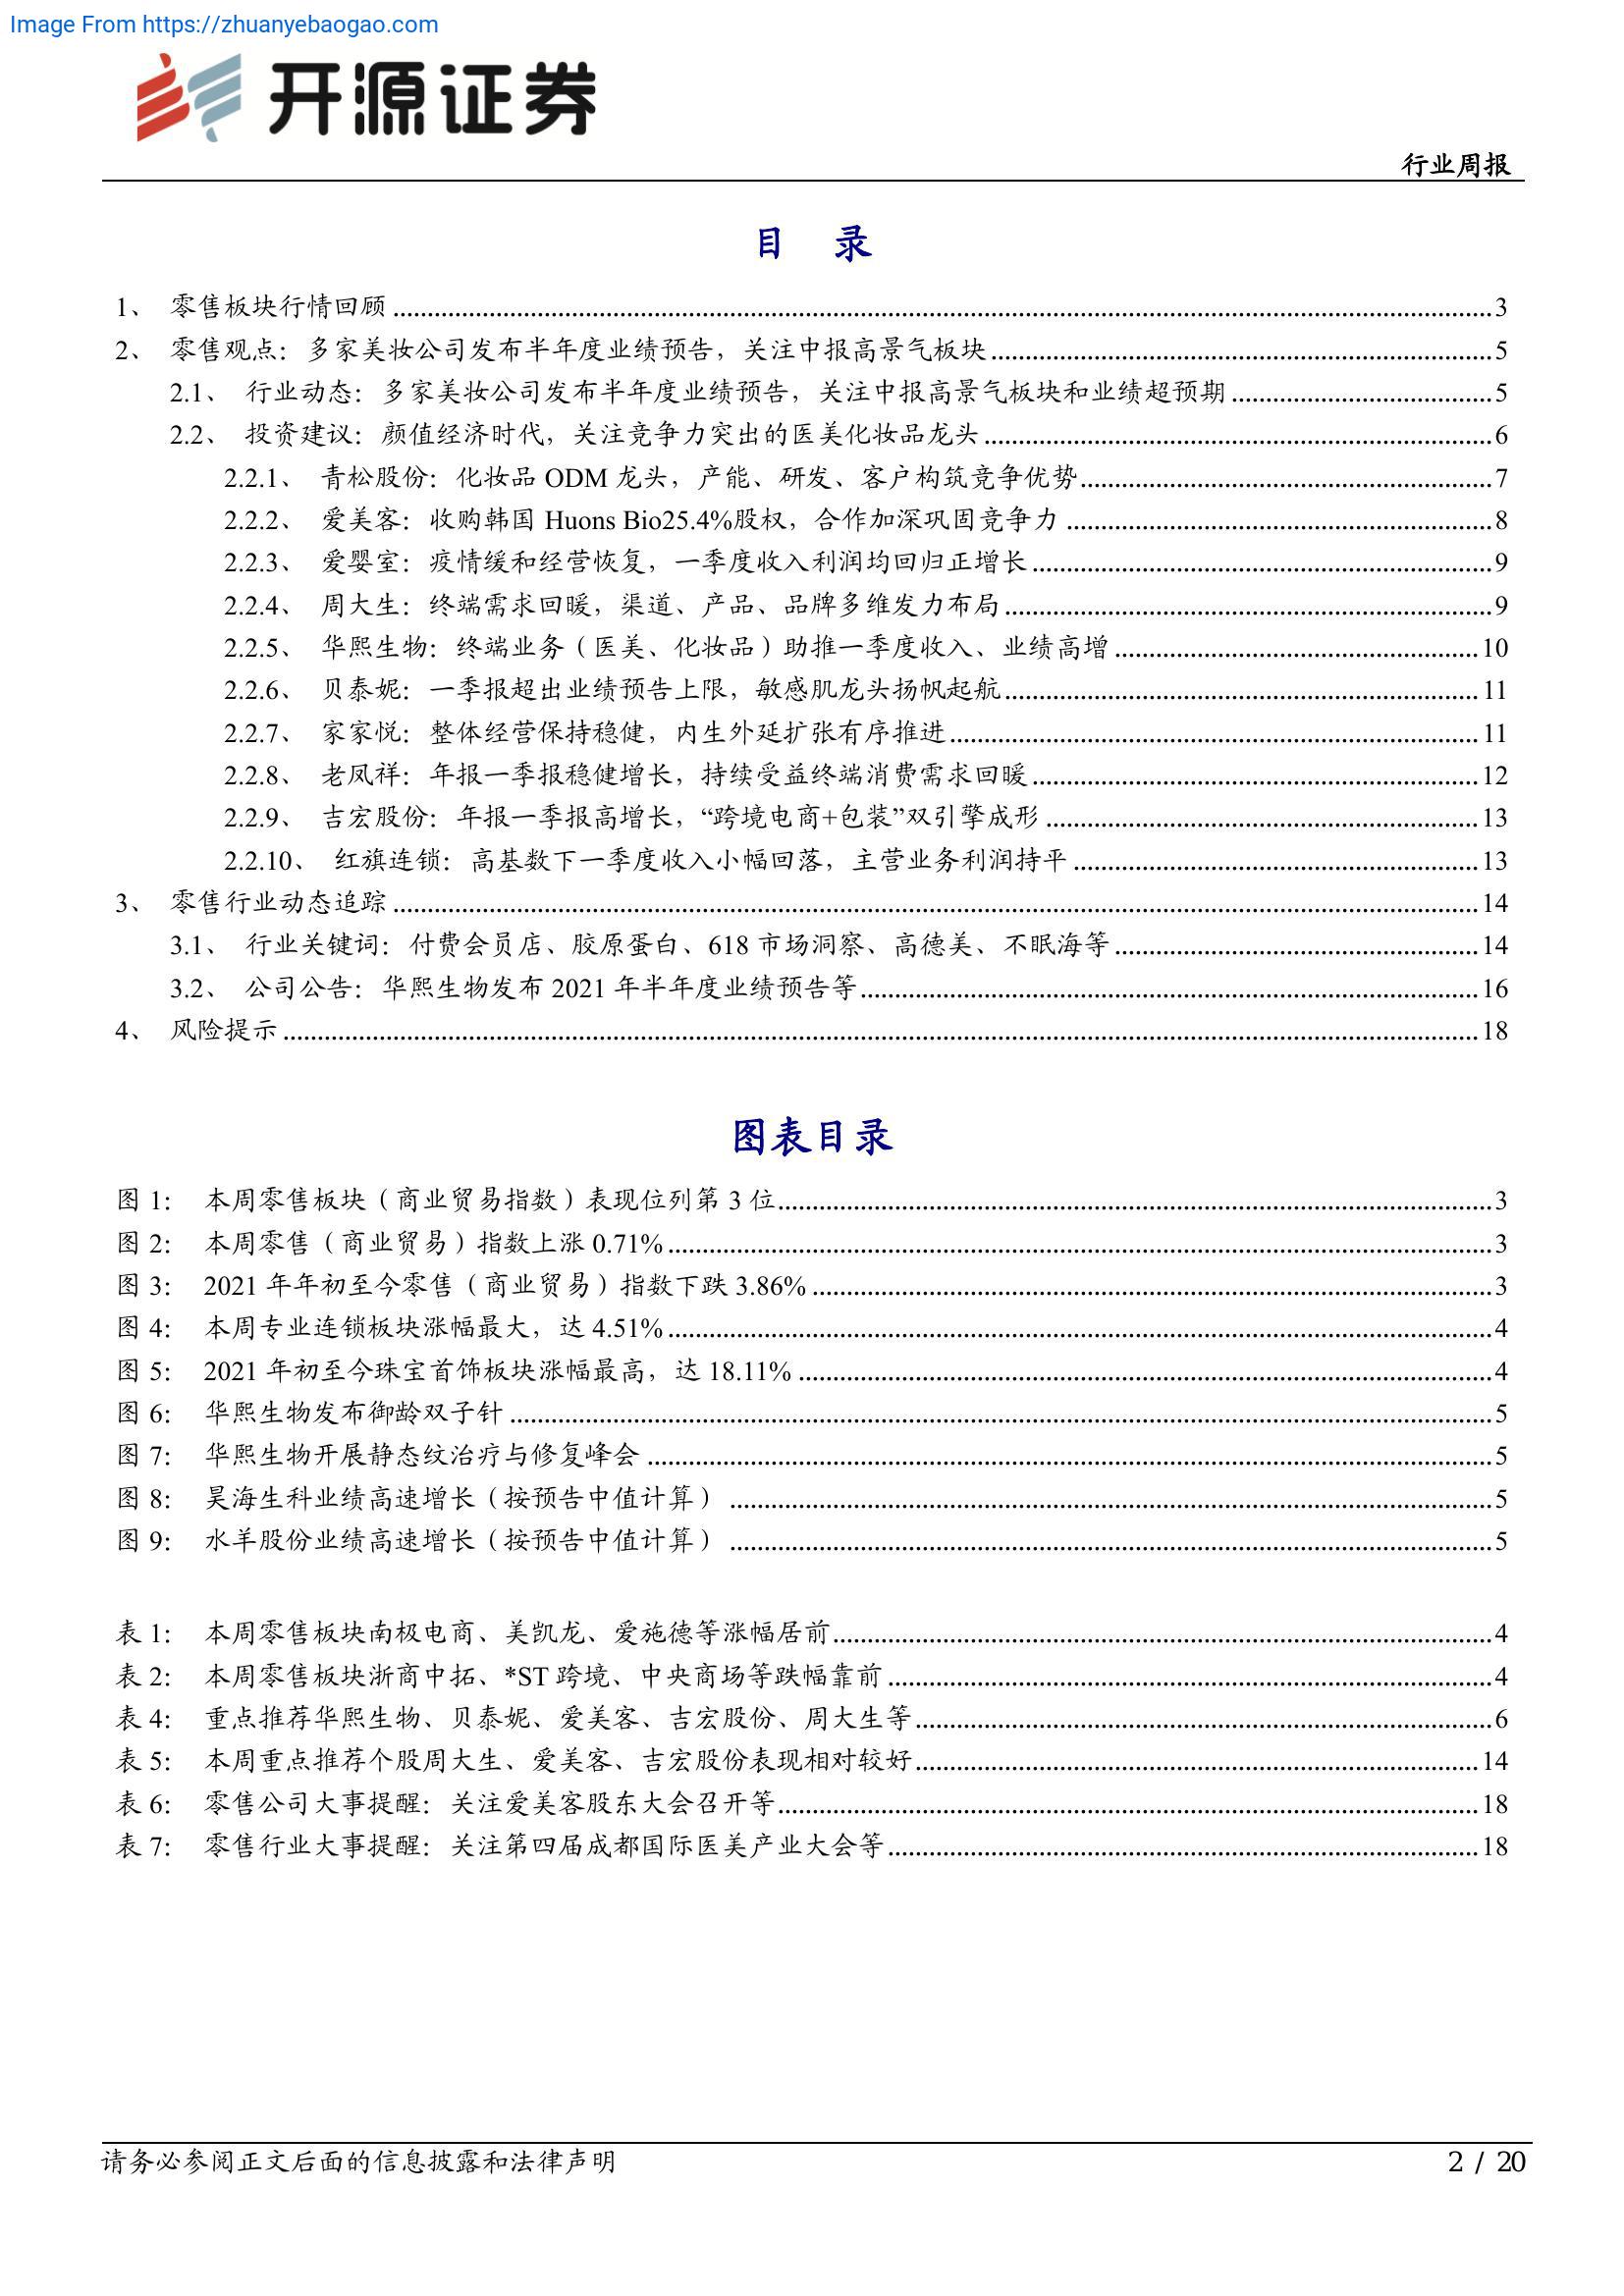 Image From https://zhuanyebaogao.com
开源证券
行业周报
目 录
1、 零售板块行情回顾 3
2、 零售观点：多家美妆公司发布半年度业绩预告，关注中报高景气板块 5
2.1、 行业动态：多家美妆公司发布半年度业绩预告，关注中报高景气板块和业绩超预期 5
2.2、 投资建议：颜值经济时代，关注竞争力突出的医美化妆品龙头 6
2.2.1、 青松股份：化妆品 ODM 龙头，产能、研发、客户构筑竞争优势 7
2.2.2、 爱美客：收购韩国 Huons Bio25.4%股权，合作加深巩固竞争力 8
2.2.3、 爱婴室：疫情缓和经营恢复，一季度收入利润均回归正增长 9
2.2.4、 周大生：终端需求回暖，渠道、产品、品牌多维发力布局 9
2.2.5、 华熙生物：终端业务（医美、化妆品）助推一季度收入、业绩高增 10
2.2.6、 贝泰妮：一季报超出业绩预告上限，敏感肌龙头扬帆起航 11
2.2.7、 家家悦：整体经营保持稳健，内生外延扩张有序推进 11
2.2.8、 老凤祥：年报一季报稳健增长，持续受益终端消费需求回暖 12
2.2.9、 吉宏股份：年报一季报高增长，“跨境电商+包装”双引擎成形 13
2.2.10、 红旗连锁：高基数下一季度收入小幅回落，主营业务利润持平 13
3、 零售行业动态追踪 14
3.1、 行业关键词：付费会员店、胶原蛋白、618 市场洞察、高德美、不眠海等 14
3.2、 公司公告：华熙生物发布 2021 年半年度业绩预告等 16
4、 风险提示 18
图表目录
图 1： 本周零售板块（商业贸易指数）表现位列第 3 位 3
图 2： 本周零售（商业贸易）指数上涨 0.71% 3
图 3： 2021 年年初至今零售（商业贸易）指数下跌 3.86% 3
图 4： 本周专业连锁板块涨幅最大，达 4.51% 4
图 5： 2021 年初至今珠宝首饰板块涨幅最高，达 18.11% 4
图 6： 华熙生物发布御龄双子针 5
图 7： 华熙生物开展静态纹治疗与修复峰会 5
图 8： 昊海生科业绩高速增长（按预告中值计算） 5
图 9： 水羊股份业绩高速增长（按预告中值计算） 5
表 1： 本周零售板块南极电商、美凯龙、爱施德等涨幅居前 4
表 2： 本周零售板块浙商中拓、*ST 跨境、中央商场等跌幅靠前 4
表 4： 重点推荐华熙生物、贝泰妮、爱美客、吉宏股份、周大生等 6
表 5： 本周重点推荐个股周大生、爱美客、吉宏股份表现相对较好 14
表 6： 零售公司大事提醒：关注爱美客股东大会召开等 18
表 7： 零售行业大事提醒：关注第四届成都国际医美产业大会等 18
请务必参阅正文后面的信息披露和法律声明
2 / 20